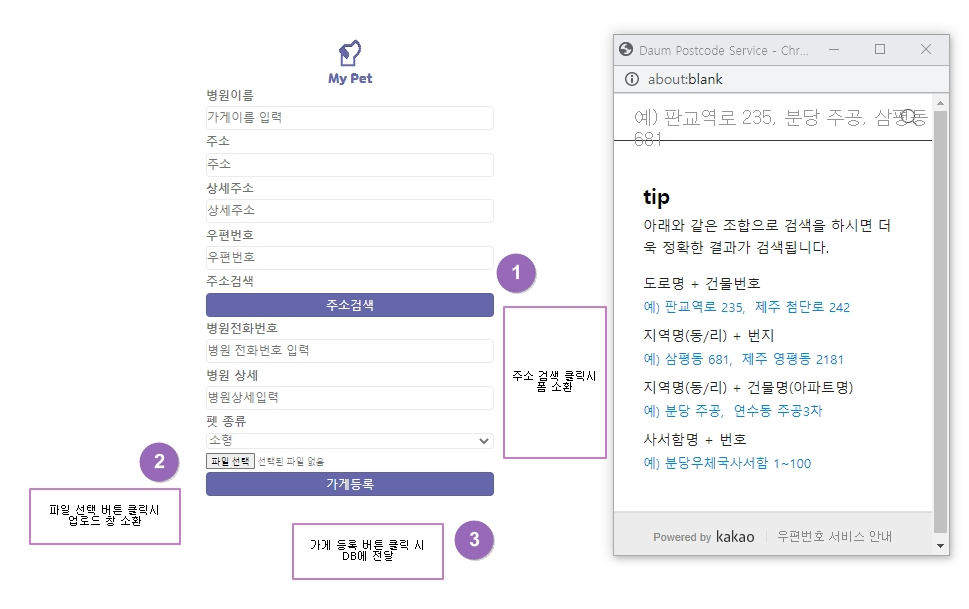 My Pet
병원이름
가게이름 입력
주소
주소
상세주소
상세주소
우편번호
우편번호
주소검색
주소검색
병원전화번호
병원 전화번호 입력
병원 상세
병원상세입력
펫 종류
소형
파일 선택 선택된 파일 없음
가게등록
1
주소 검색 클릭시
폼 소환
2
파일 선택 버튼 클릭시
업로드 창 소환
3
가게 등록 버튼 클릭 시
DB에 전달
Daum Postcode Service - Chr...
about:blank
예) 판교역로 235, 분당 주공, 삼평동
681
tip
아래와 같은 조합으로 검색을 하시면 더
욱 정확한 결과가 검색됩니다.
도로명 + 건물번호
예) 판교역로 235, 제주 첨단로 242
지역명(동/리) + 번지
예) 삼평동 681, 제주 영평동 2181
지역명(동/리) + 건물명(아파트명)
예) 분당 주공, 연수동 주공3차
사서함명 + 번호
예) 분당우체국사서함 1~100
Powered by kakao 우편번호 서비스 안내